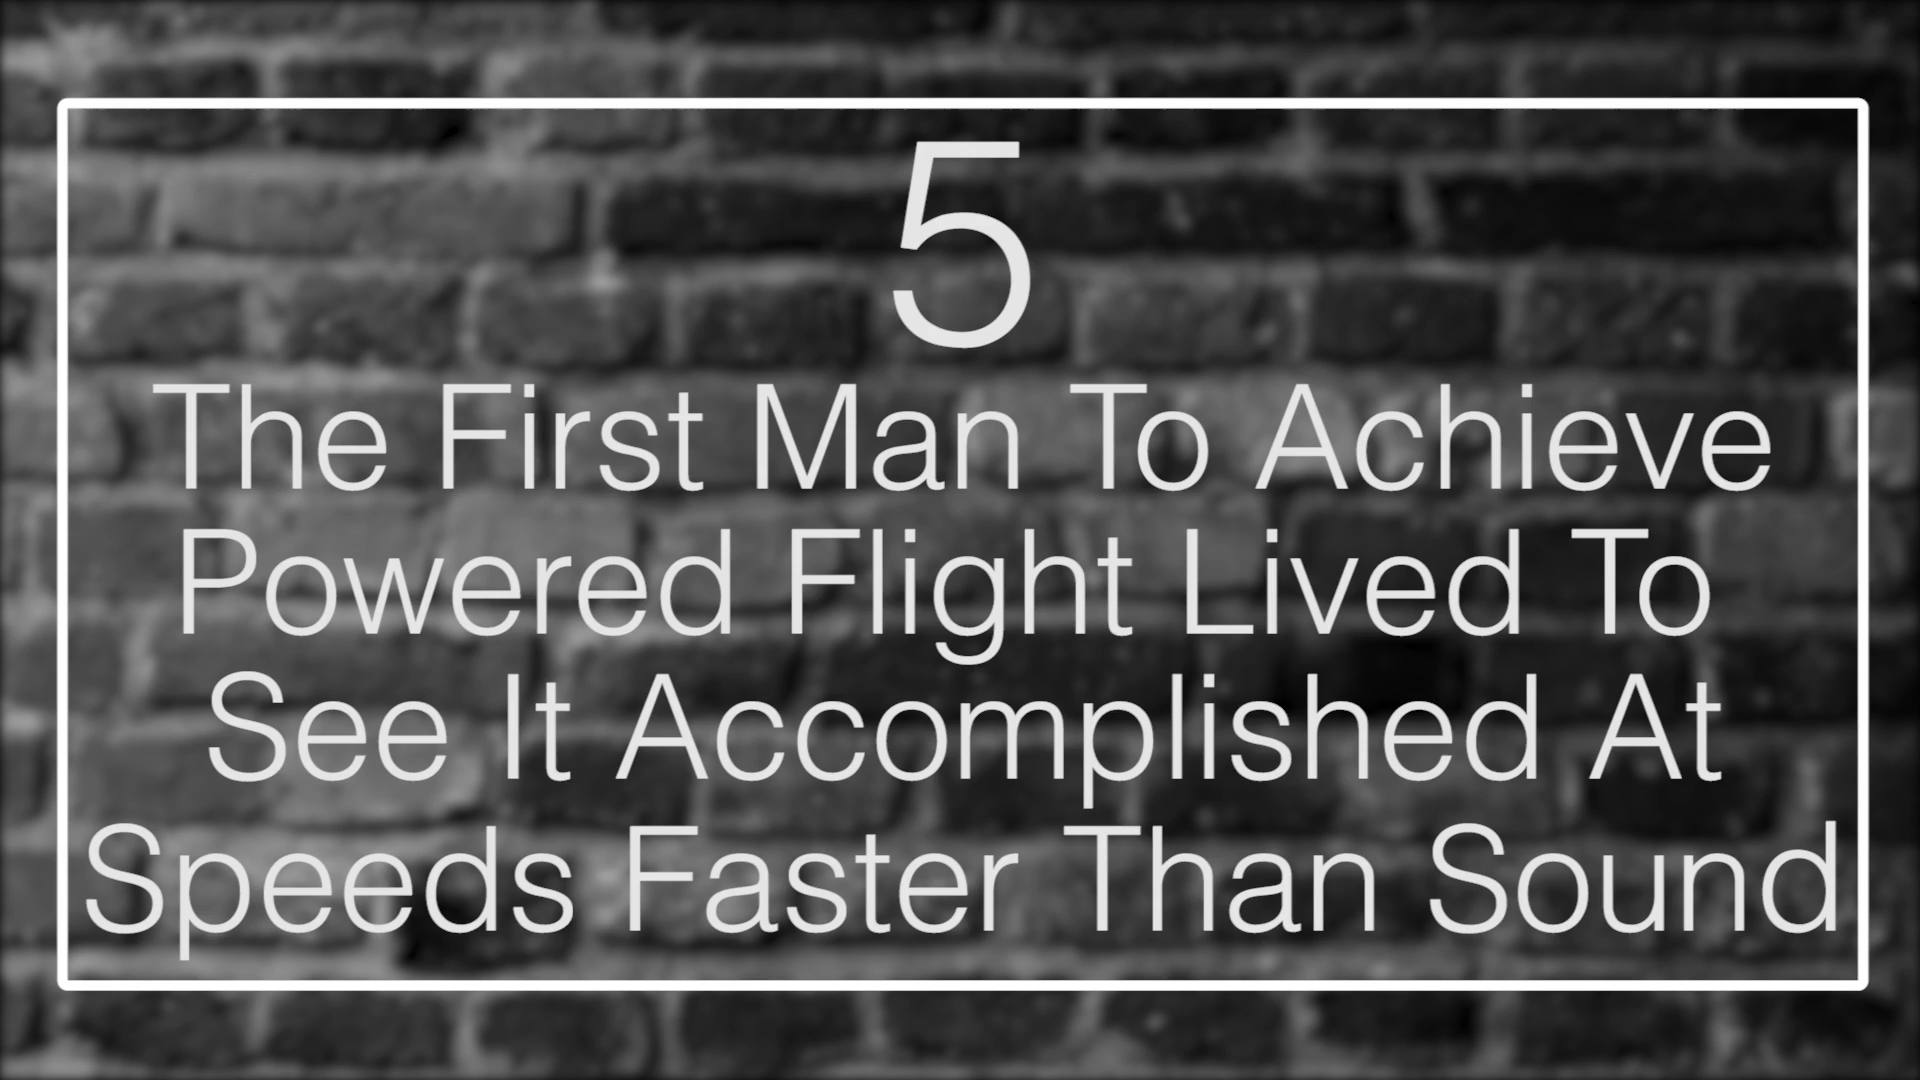 5
The First Man To Achieve
Powered Flight Lived To
See It Accomplished At
Speeds Faster Than Sound